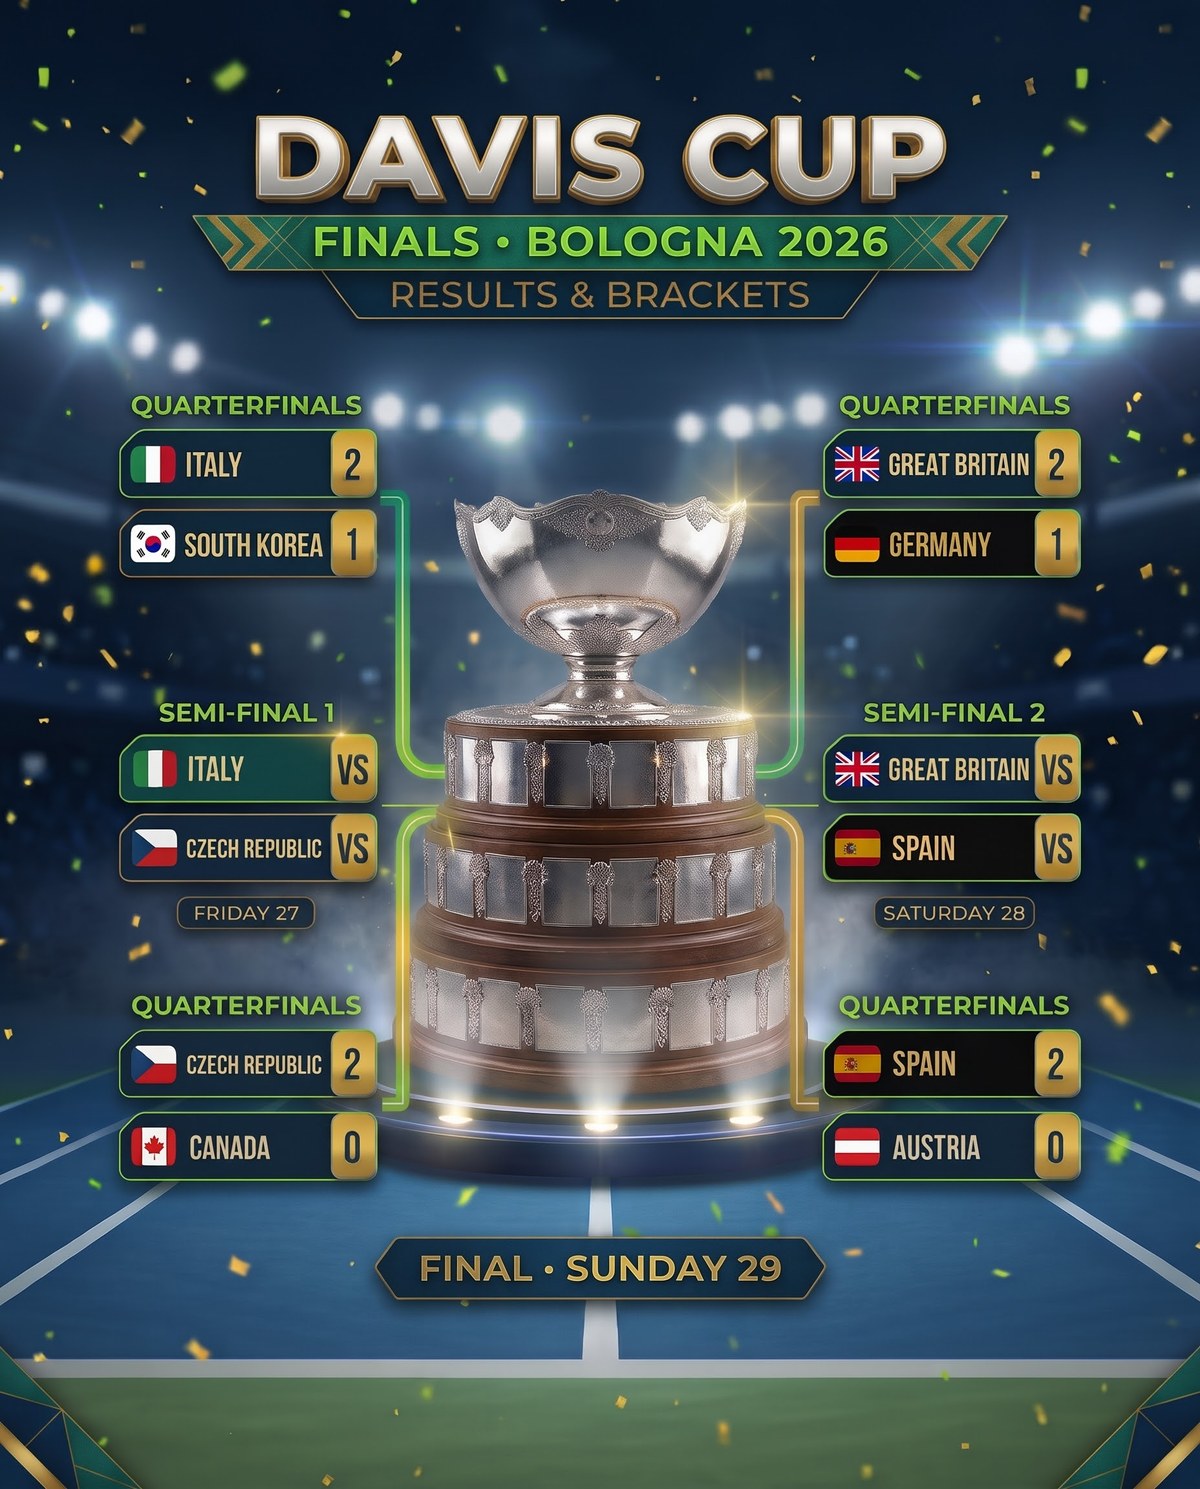 DAVIS CUP
FINALS • BOLOGNA 2026
RESULTS & BRACKETS
QUARTERFINALS
ITALY 2
SOUTH KOREA 1
SEMI-FINAL 1
ITALY VS
CZECH REPUBLIC VS
FRIDAY 27
QUARTERFINALS
CZECH REPUBLIC 2
CANADA 0
QUARTERFINALS
GREAT BRITAIN 2
GERMANY 1
SEMI-FINAL 2
GREAT BRITAIN VS
SPAIN VS
SATURDAY 28
QUARTERFINALS
SPAIN 2
AUSTRIA 0
FINAL • SUNDAY 29